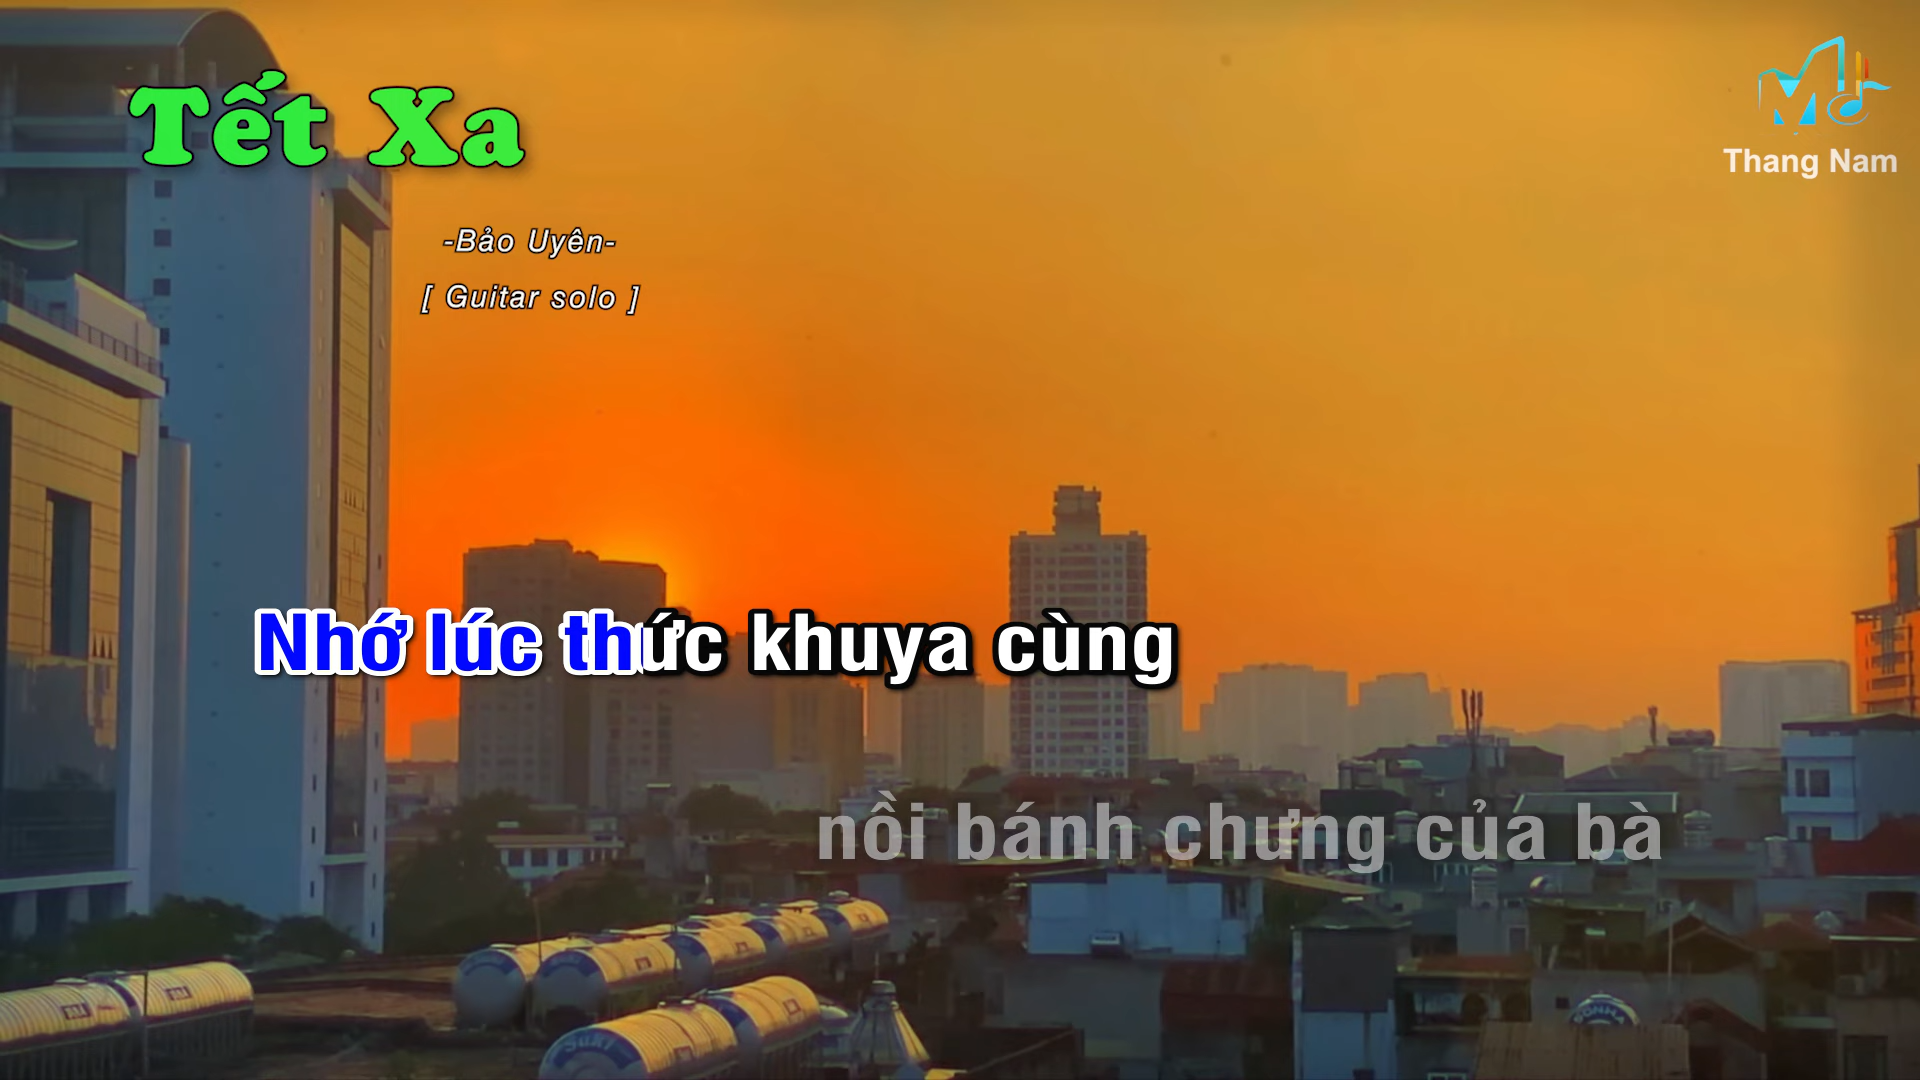 Tết Xa
Thang Nam
-Bảo Uyên-
[ Guitar solo ]
Nhớ lúc thức khuya cùng
nồi bánh chưng của bà